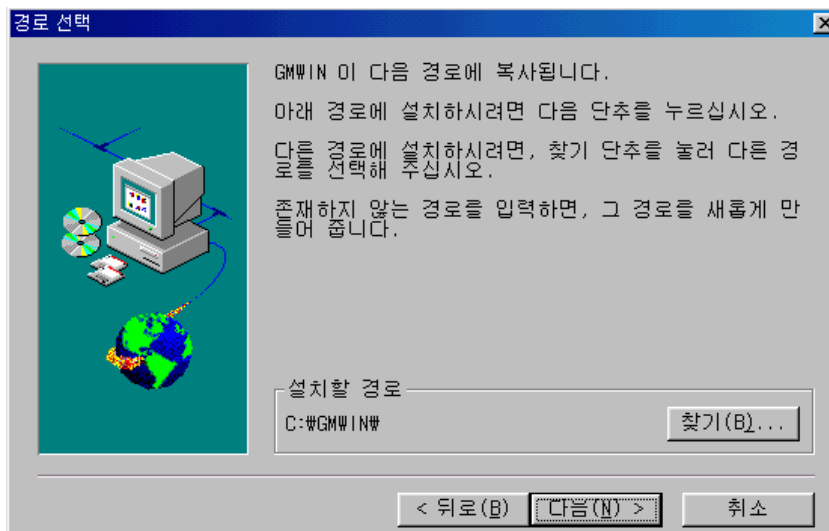 경로 선택
GMWIN 이 다음 경로에 복사됩니다.
아래 경로에 설치하시려면 다음 단추를 누르십시오.
다른 경로에 설치하시려면, 찾기 단추를 눌러 다른 경
로를 선택해 주십시오.
존재하지 않는 경로를 입력하면, 그 경로를 새롭게 만
들어 줍니다.
설치할 경로
C:₩GMWIN₩
찾기(B)...
< 뒤로(B)
다음(N) >
취소